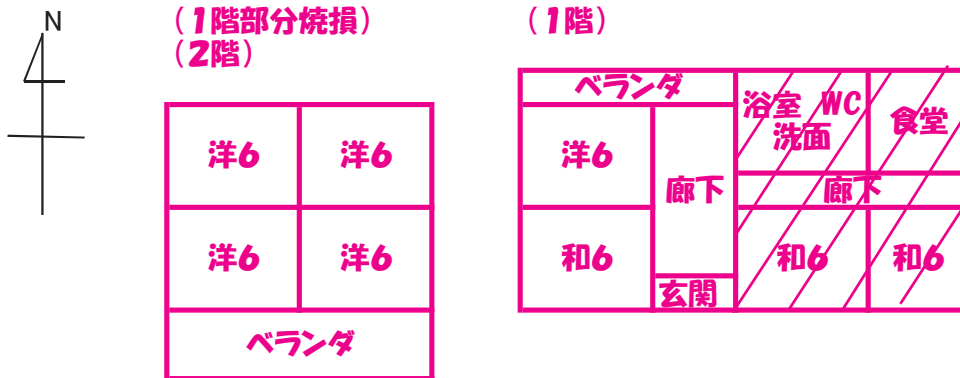 N
(1階部分焼損)
(2階)
洋6
洋6
洋6
洋6
ベランダ
(1階)
ベランダ
浴室 WC
洗面
食堂
洋6
廊下
廊下
和6
和6
和6
玄関